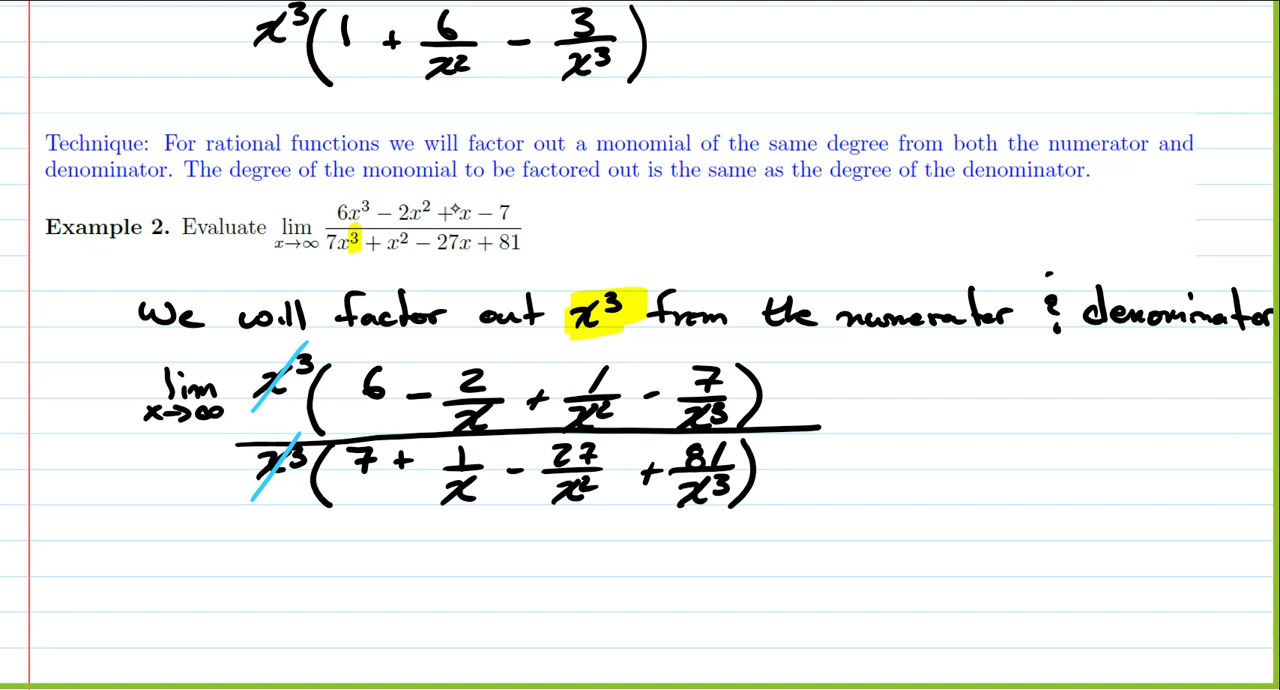 x³(1 + 6/x² - 3/x³)
Technique: For rational functions we will factor out a monomial of the same degree from both the numerator and
denominator. The degree of the monomial to be factored out is the same as the degree of the denominator.
Example 2. Evaluate lim x→∞ (6x³ − 2x² + x − 7)/(7x³ + x² − 27x + 81)
We will factor out x³ from the numerator & denominator
lim x→∞ x³(6 - 2/x + 1/x² - 7/x³)
x³(7 + 1/x - 27/x² + 81/x³)